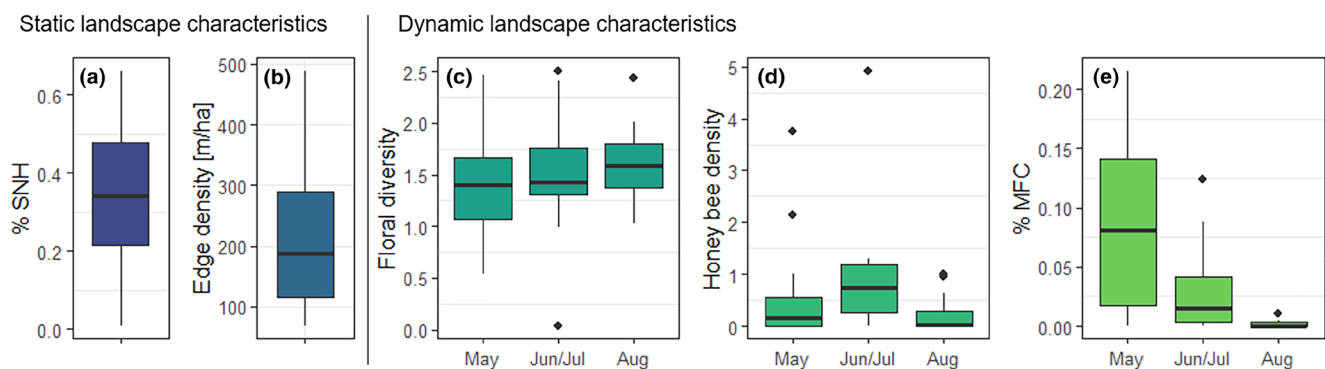 Static landscape characteristics
Dynamic landscape characteristics
(a)
% SNH
0.6
0.4
0.2
0.0
(b)
Edge density [m/ha]
500
400
300
200
100
(c)
Floral diversity
2.5
2.0
1.5
1.0
0.5
0.0
May Jun/Jul Aug
(d)
Honey bee density
5
4
3
2
1
0
May Jun/Jul Aug
(e)
% MFC
0.20
0.15
0.10
0.05
0.00
May Jun/Jul Aug